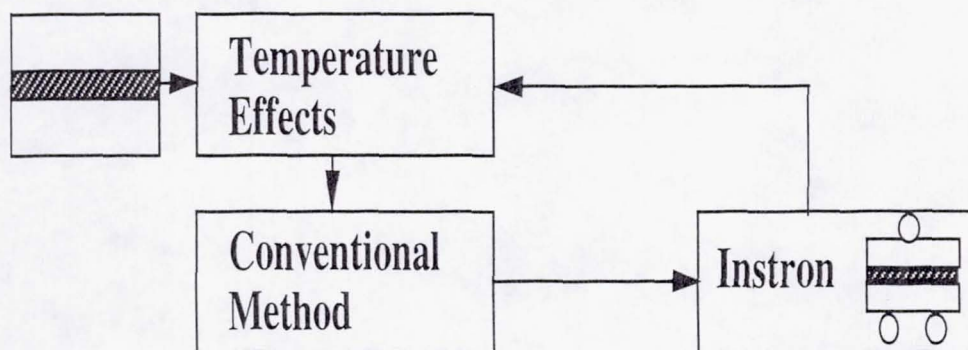 Temperature
Effects
Conventional
Method
Instron